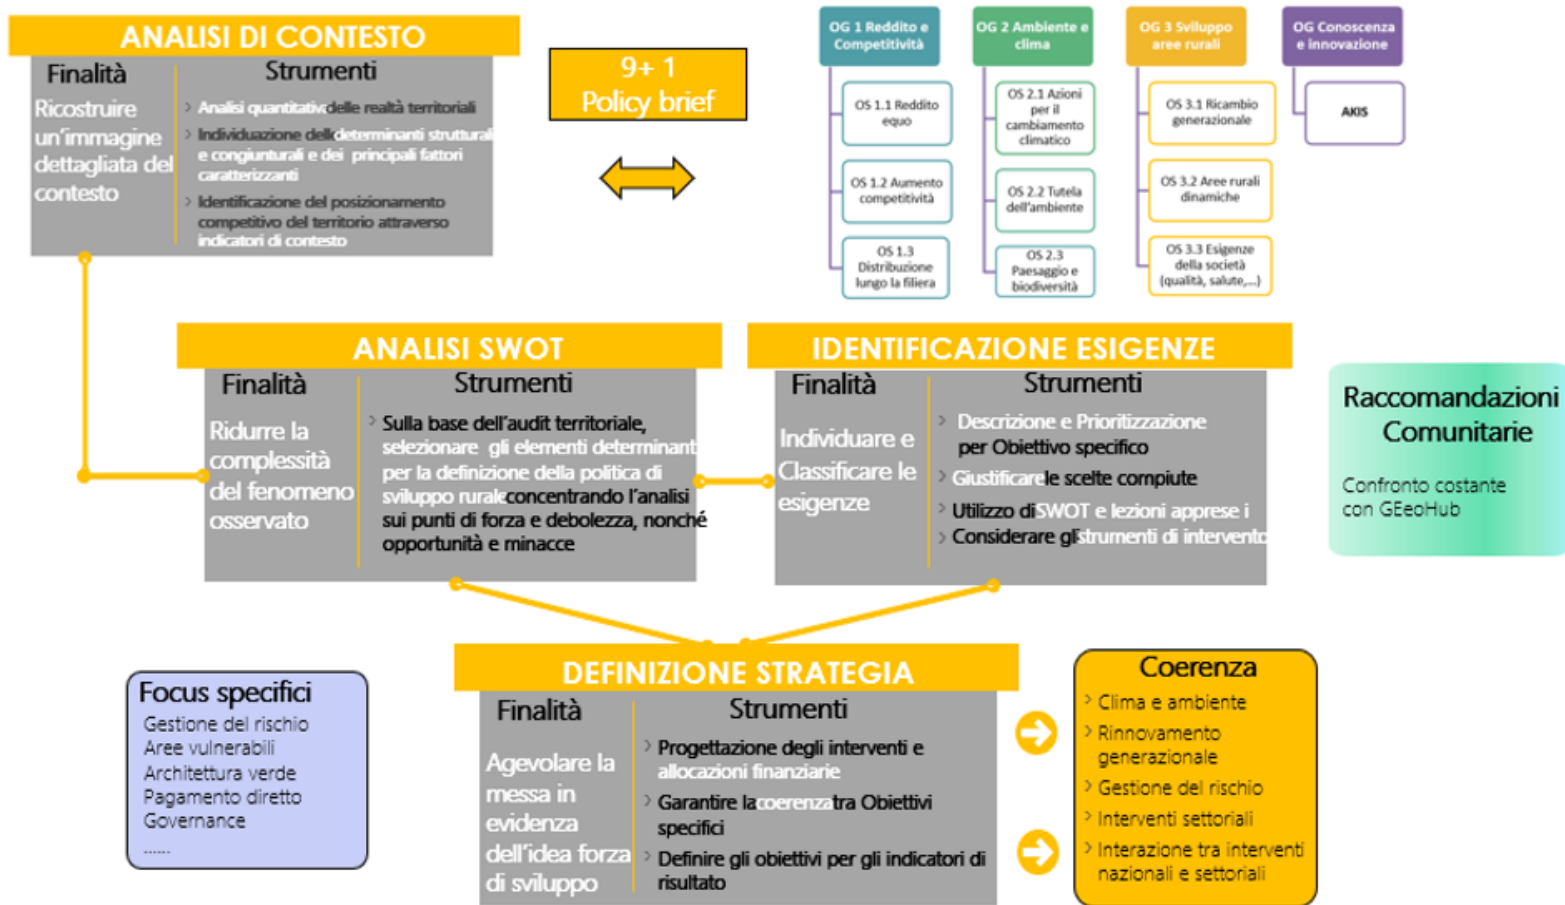 ANALISI DI CONTESTO
Finalità
Strumenti
Ricostruire
un'immagine
dettagliata del
contesto
Analisi quantitativa delle realtà territoriali
Individuazione delle determinanti strutturali
e congiunturali e dei principali fattori
caratterizzanti
Identificazione del posizionamento
competitivo del territorio attraverso
indicatori di contesto
9+ 1
Policy brief
OG 1 Reddito e
Competitività
OS 1.1 Reddito
equo
OS 1.2 Aumento
competitività
OS 1.3
Distribuzione
lungo la filiera
OG 2 Ambiente e
clima
OS 2.1 Azioni
per il
cambiamento
climatico
OS 2.2 Tutela
dell'ambiente
OS 2.3
Paesaggio e
biodiversità
OG 3 Sviluppo
aree rurali
OS 3.1 Ricambio
generazionale
OS 3.2 Aree rurali
dinamiche
OS 3.3 Esigenze
della società
(qualità, salute,...)
OG Conoscenza
e innovazione
AKIS
ANALISI SWOT
Finalità
Strumenti
Ridurre la
complessità
del fenomeno
osservato
Sulla base dell'audit territoriale,
selezionare gli elementi determinant
per la definizione della politica di
sviluppo rurale concentrando l'analisi
sui punti di forza e debolezza, nonché
opportunità e minacce
IDENTIFICAZIONE ESIGENZE
Finalità
Strumenti
Individuare e
Classificare le
esigenze
Descrizione e Prioritizzazione
per Obiettivo specifico
Giustificare le scelte compiute
Utilizzo di SWOT e lezioni apprese i
Considerare gli strumenti di intervento
Raccomandazioni
Comunitarie
Confronto costante
con GEeoHub
Focus specifici
Gestione del rischio
Aree vulnerabili
Architettura verde
Pagamento diretto
Governance
......
DEFINIZIONE STRATEGIA
Finalità
Strumenti
Agevolare la
messa in
evidenza
dell'idea forza
di sviluppo
Progettazione degli interventi e
allocazioni finanziarie
Garantire la coerenza tra Obiettivi
specifici
Definire gli obiettivi per gli indicatori di
risultato
Coerenza
Clima e ambiente
Rinnovamento
generazionale
Gestione del rischio
Interventi settoriali
Interazione tra interventi
nazionali e settoriali